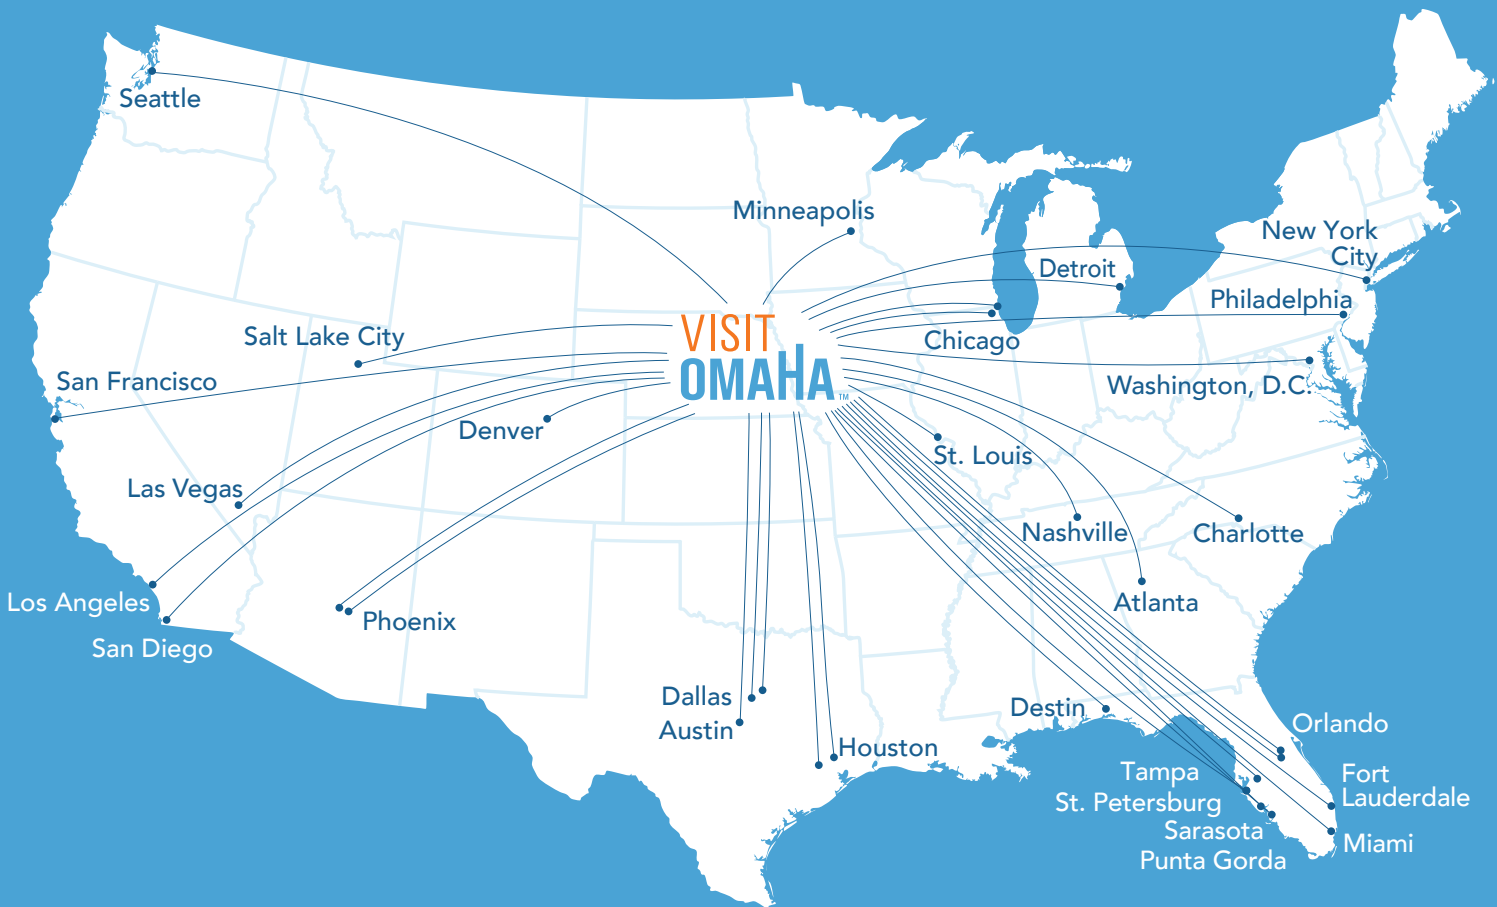 Seattle
Minneapolis
New York
City
Detroit
Philadelphia
VISIT
OMAHA™
Salt Lake City
Chicago
San Francisco
Washington, D.C.
Denver
St. Louis
Las Vegas
Nashville
Charlotte
Los Angeles
Atlanta
Phoenix
San Diego
Dallas
Destin
Austin
Orlando
Houston
Tampa
Fort
Lauderdale
St. Petersburg
Sarasota
Miami
Punta Gorda